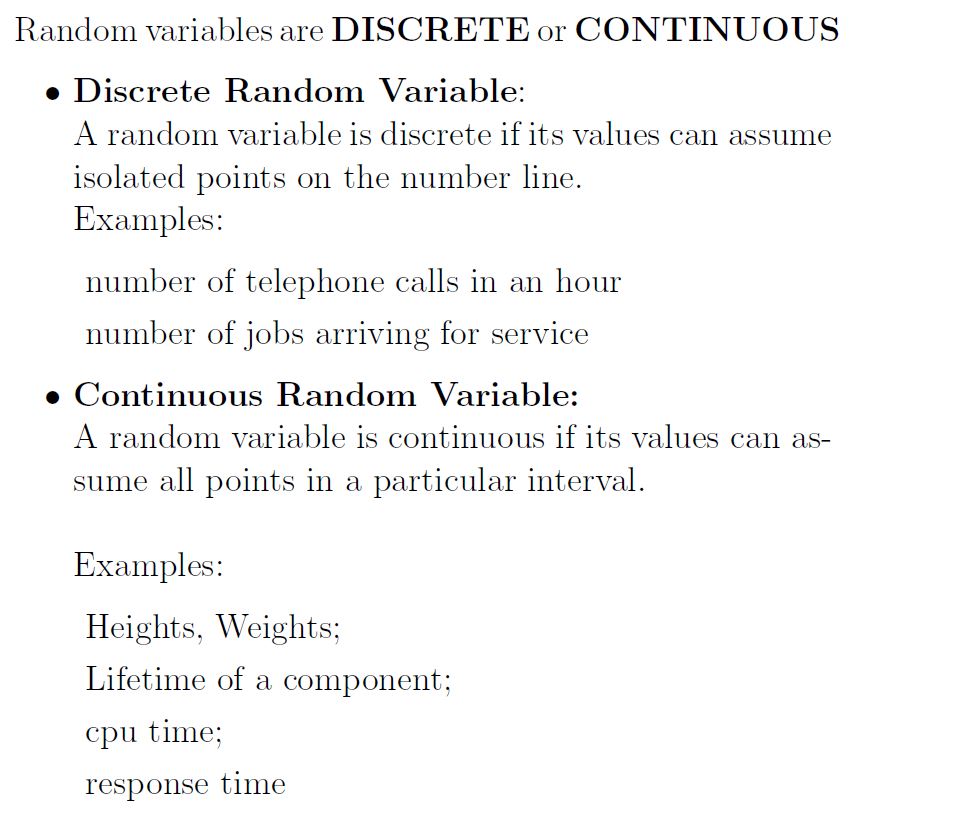 Random variables are DISCRETE or CONTINUOUS
• Discrete Random Variable:
A random variable is discrete if its values can assume
isolated points on the number line.
Examples:
number of telephone calls in an hour
number of jobs arriving for service
• Continuous Random Variable:
A random variable is continuous if its values can as-
sume all points in a particular interval.
Examples:
Heights, Weights;
Lifetime of a component;
cpu time;
response time